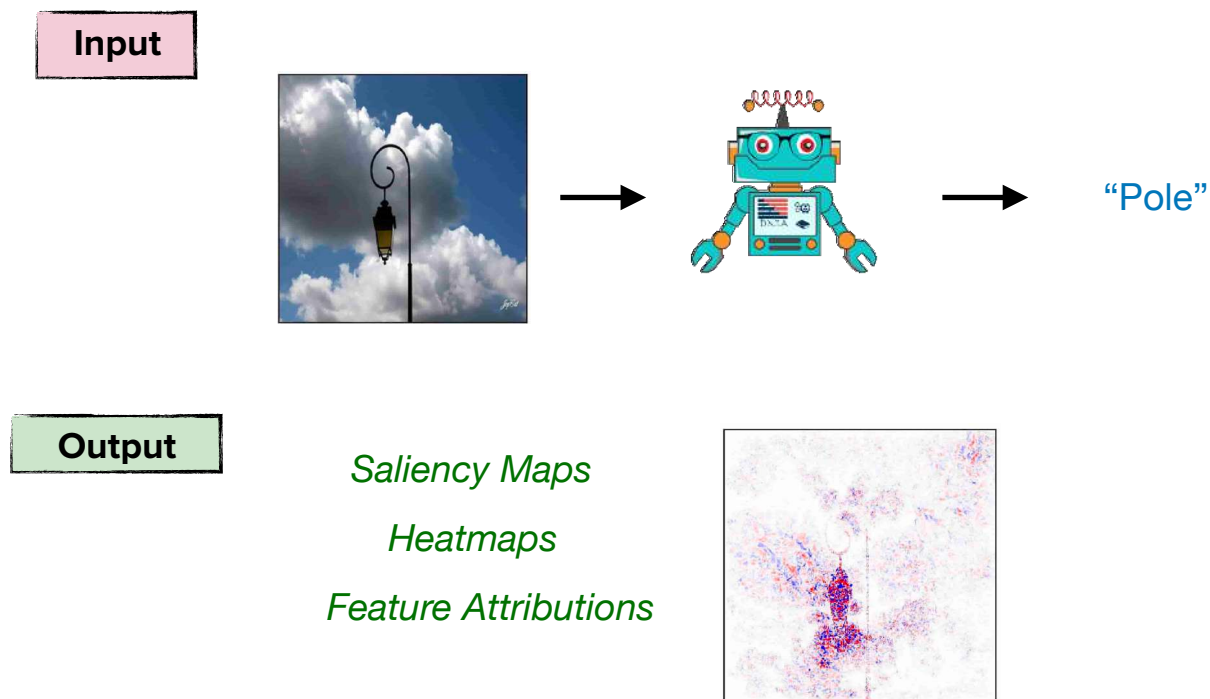 Input
“Pole”
Output
Saliency Maps
Heatmaps
Feature Attributions